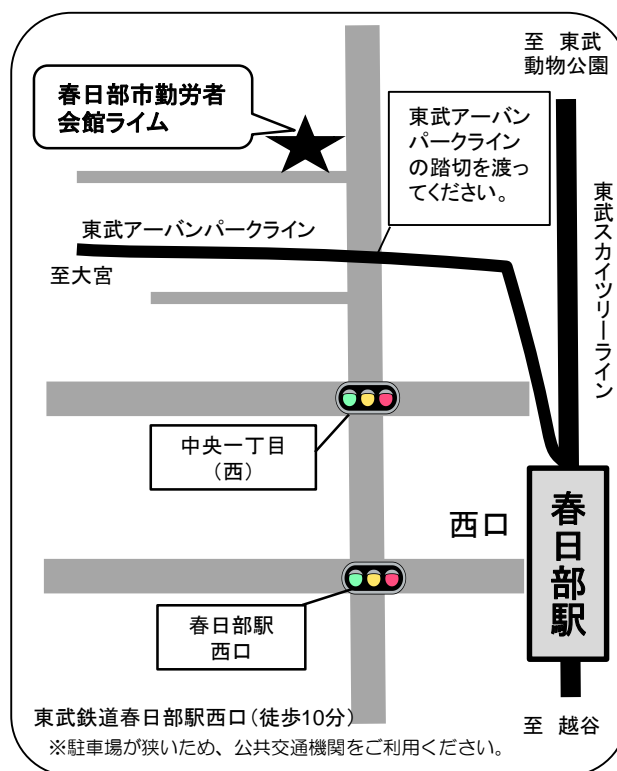 至 東武
動物公園
春日部市勤労者
会館ライム
東武アーバン
パークライン
の踏切を渡っ
てください。
東武アーバンパークライン
至大宮
東武スカイツリーライン
中央一丁目
（西）
西口
春日部駅
春日部駅
西口
東武鉄道春日部駅西口（徒歩10分）
至 越谷
※駐車場が狭いため、公共交通機関をご利用ください。